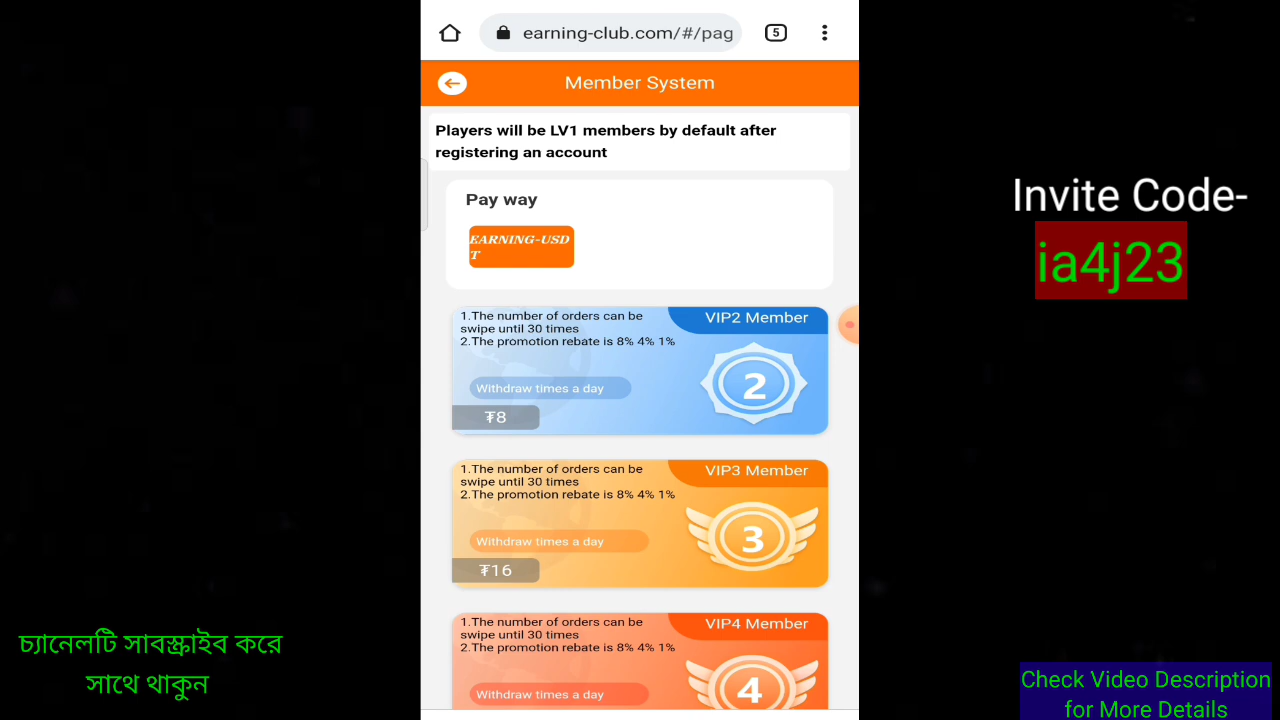 earning-club.com/#/pag
5
Member System
Players will be LV1 members by default after
registering an account
Pay way
EARNING-USD
T
1.The number of orders can be
swipe until 30 times
2.The promotion rebate is 8% 4% 1%
VIP2 Member
Withdraw times a day
2
₮8
1.The number of orders can be
swipe until 30 times
2.The promotion rebate is 8% 4% 1%
VIP3 Member
Withdraw times a day
3
₮16
1.The number of orders can be
swipe until 30 times
2.The promotion rebate is 8% 4% 1%
VIP4 Member
Withdraw times a day
4
Invite Code-
ia4j23
চ্যানেলটি সাবস্ক্রাইব করে
সাথে থাকুন
Check Video Description
for More Details